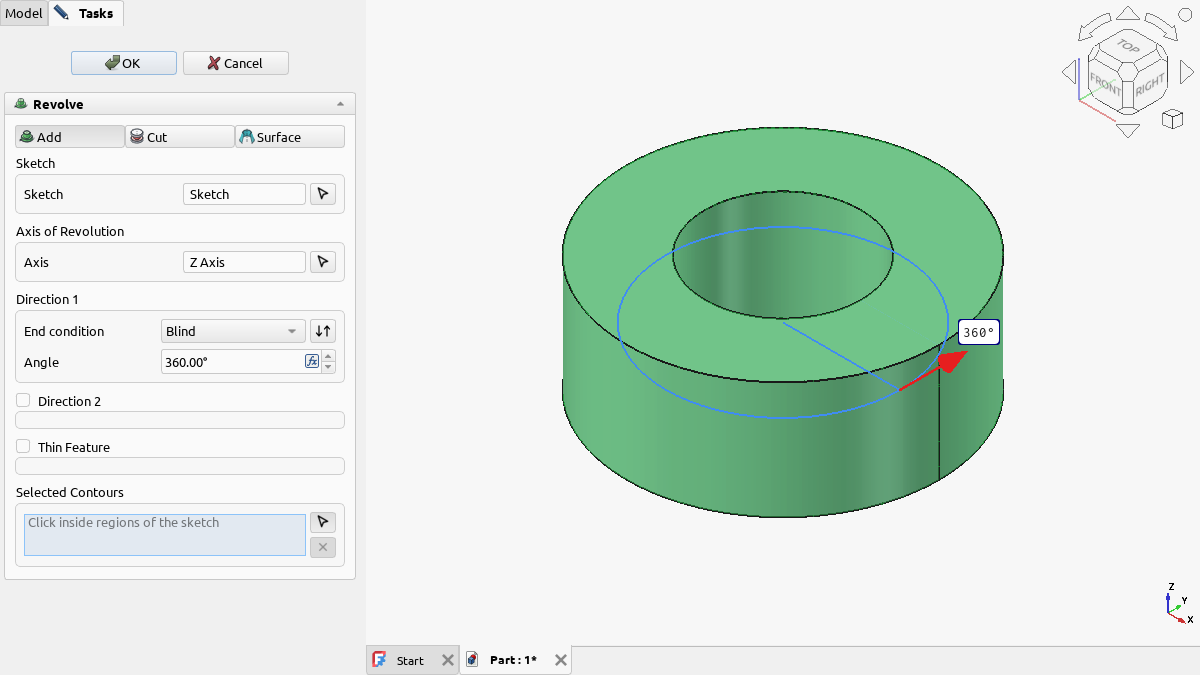 Model
Tasks
OK
Cancel
Revolve
Add
Cut
Surface
Sketch
Sketch
Sketch
Axis of Revolution
Axis
Z Axis
Direction 1
End condition
Blind
Angle
360.00°
fx
Direction 2
Thin Feature
Selected Contours
Click inside regions of the sketch
TOP
FRONT
RIGHT
360°
Z
Y
X
Start
Part : 1*